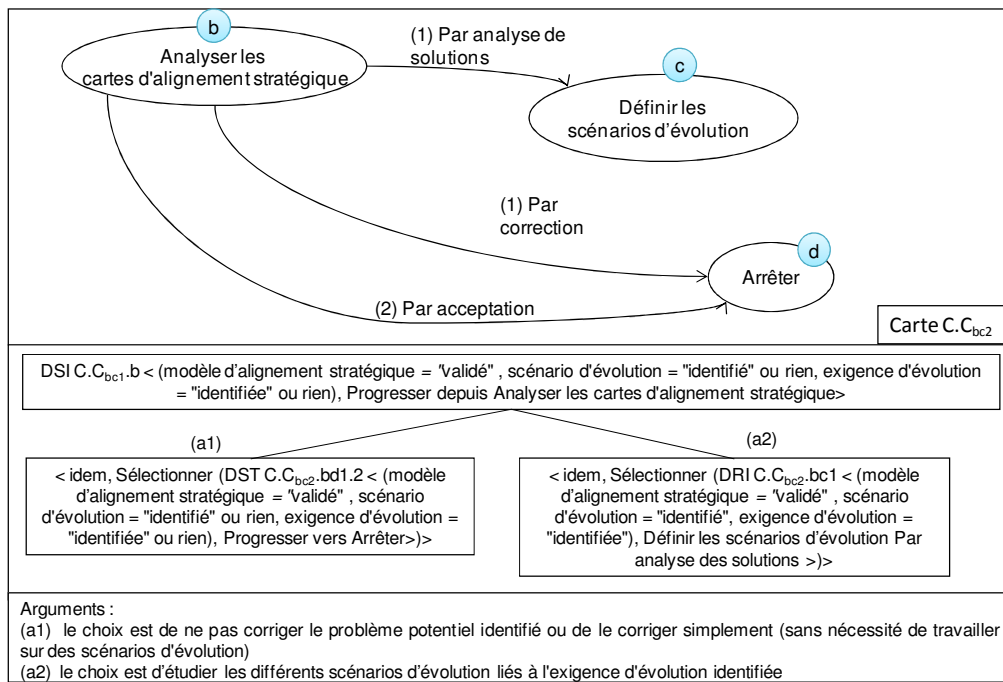 b
Analyser les
cartes d'alignement stratégique
(1) Par analyse de
solutions
c
Définir les
scénarios d'évolution
(1) Par
correction
d
Arrêter
(2) Par acceptation
Carte C.Cbc2
DSI C.Cbc1.b < (modèle d'alignement stratégique = "validé" , scénario d'évolution = "identifié" ou rien, exigence d'évolution
= "identifiée" ou rien), Progresser depuis Analyser les cartes d'alignement stratégique>
(a1)
(a2)
< idem, Sélectionner (DST C.Cbc2.bd1.2 < (modèle
d'alignement stratégique = "validé" , scénario
d'évolution = "identifié" ou rien, exigence d'évolution =
"identifiée" ou rien), Progresser vers Arrêter>)>
< idem, Sélectionner (DRI C.Cbc2.bc1 < (modèle
d'alignement stratégique = "validé" , scénario
d'évolution = "identifié", exigence d'évolution =
"identifiée"), Définir les scénarios d'évolution Par
analyse des solutions >)>
Arguments :
(a1) le choix est de ne pas corriger le problème potentiel identifié ou de le corriger simplement (sans nécessité de travailler
sur des scénarios d'évolution)
(a2) le choix est d'étudier les différents scénarios d'évolution liés à l'exigence d'évolution identifiée